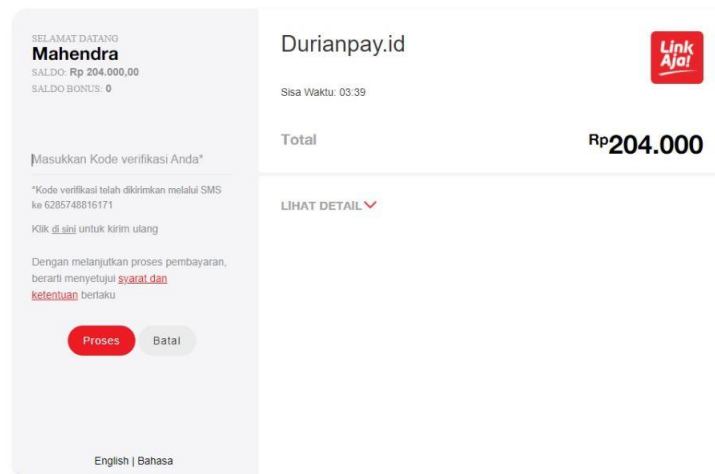 SELAMAT DATANG
Mahendra
SALDO: Rp 204.000,00
SALDO BONUS: 0
Masukkan Kode verifikasi Anda*
*Kode verifikasi telah dikirimkan melalui SMS
ke 6285748816171
Klik di sini untuk kirim ulang
Dengan melanjutkan proses pembayaran,
berarti menyetujui syarat dan
ketentuan berlaku
Proses Batal
English | Bahasa
Durianpay.id
Link
Aja!
Sisa Waktu: 03:39
Total Rp204.000
LIHAT DETAIL